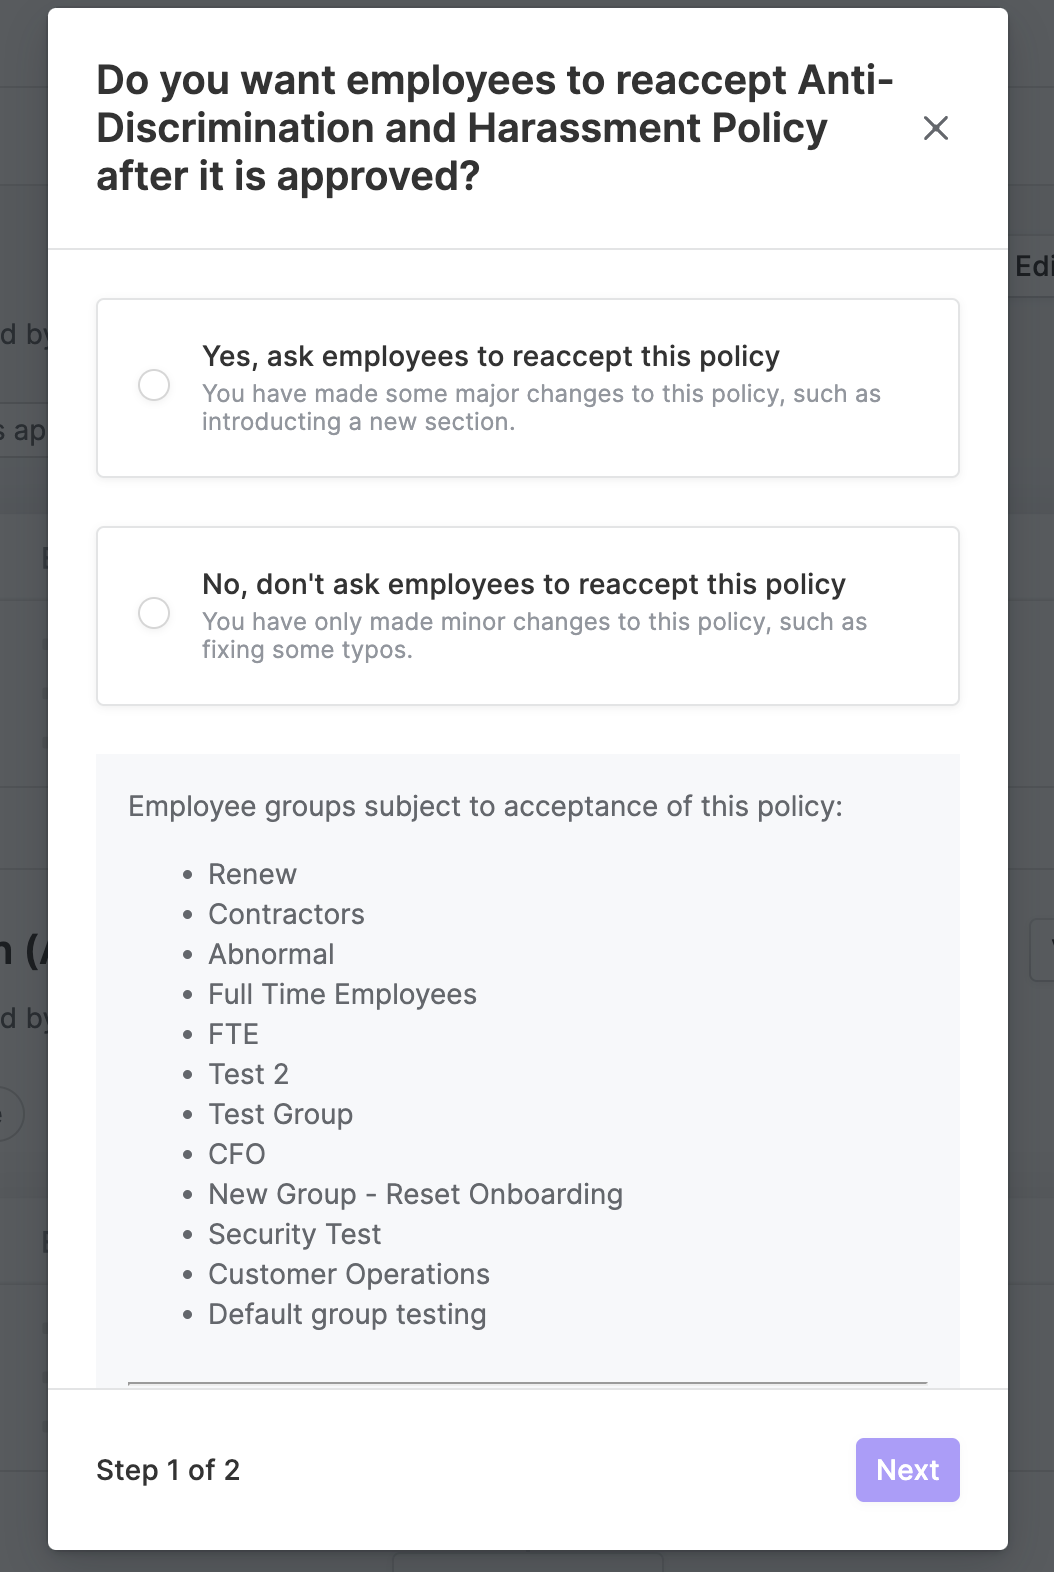 Do you want employees to reaccept Anti-
Discrimination and Harassment Policy
after it is approved?
Edi
d by
Yes, ask employees to reaccept this policy
You have made some major changes to this policy, such as
introducting a new section.
s ap
No, don't ask employees to reaccept this policy
You have only made minor changes to this policy, such as
fixing some typos.
Employee groups subject to acceptance of this policy:
• Renew
• Contractors
• Abnormal
• Full Time Employees
• FTE
• Test 2
• Test Group
• CFO
• New Group - Reset Onboarding
• Security Test
• Customer Operations
• Default group testing
d by
Step 1 of 2
Next